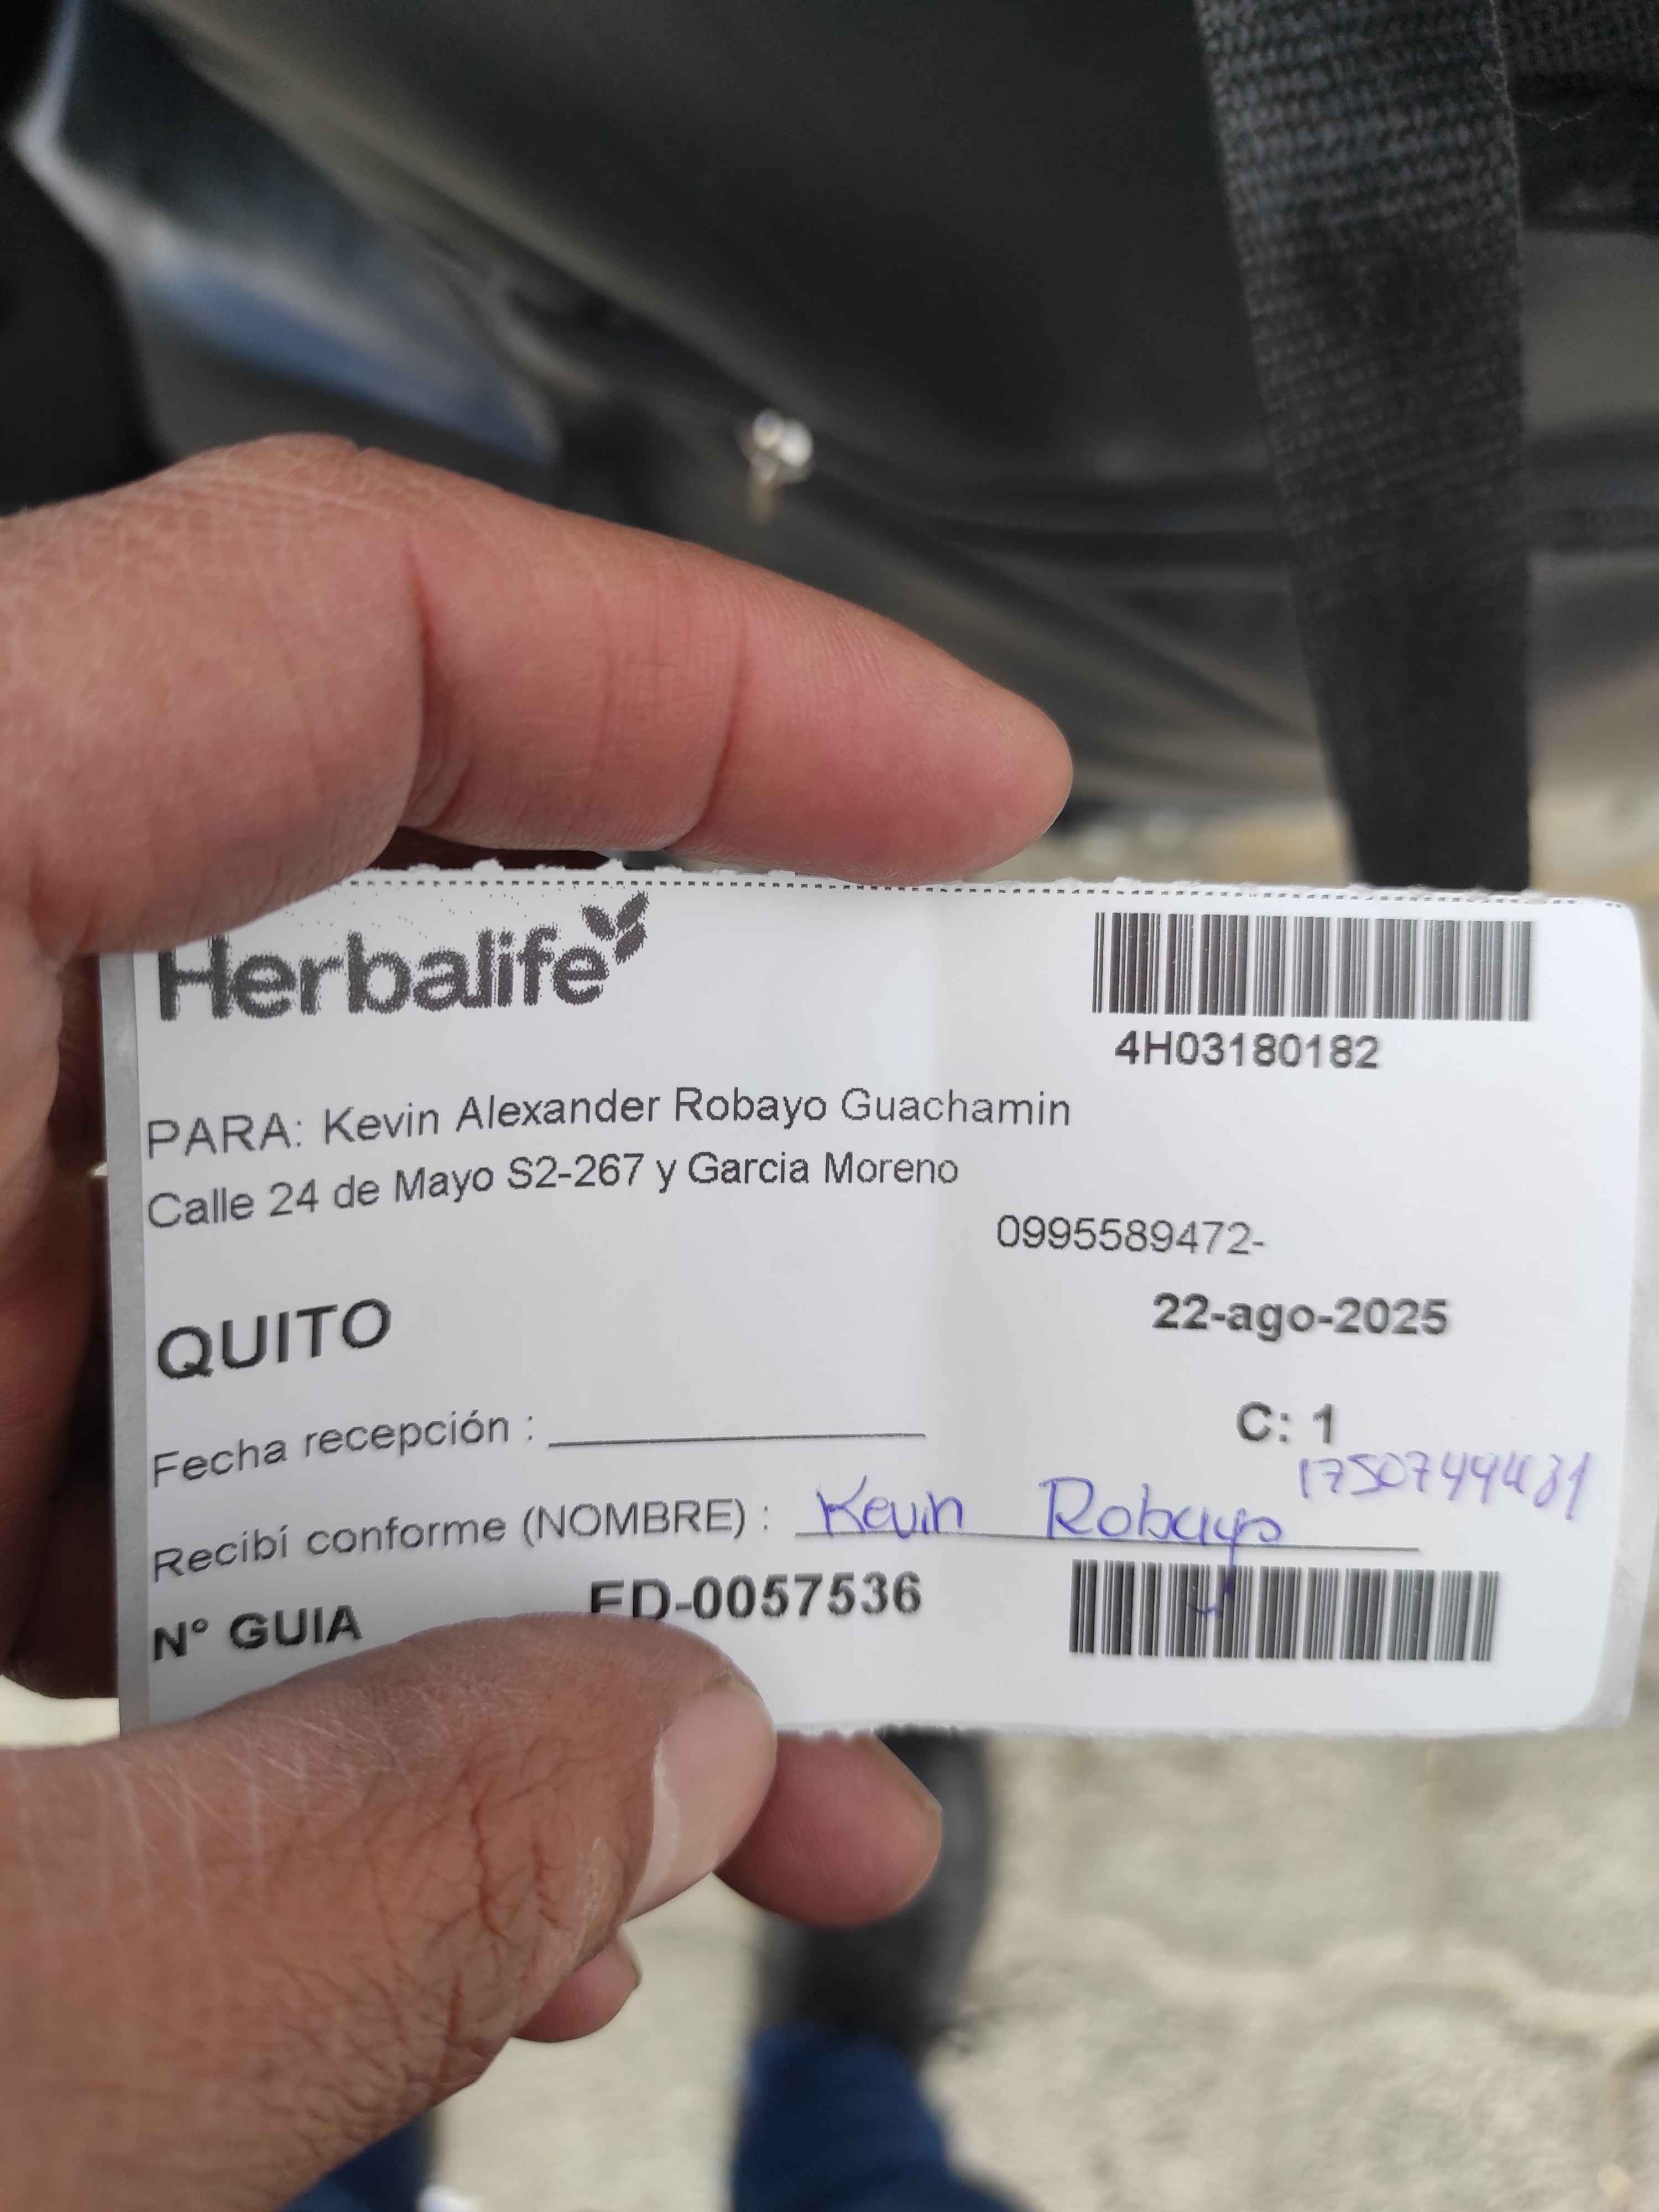 Herbalife
4H03180182
PARA: Kevin Alexander Robayo Guachamin
Calle 24 de Mayo S2-267 y Garcia Moreno
0995589472-
QUITO
22-ago-2025
Fecha recepción :
C: 1
Recibí conforme (NOMBRE) : Kevin Robayo
N° GUIA ED-0057536